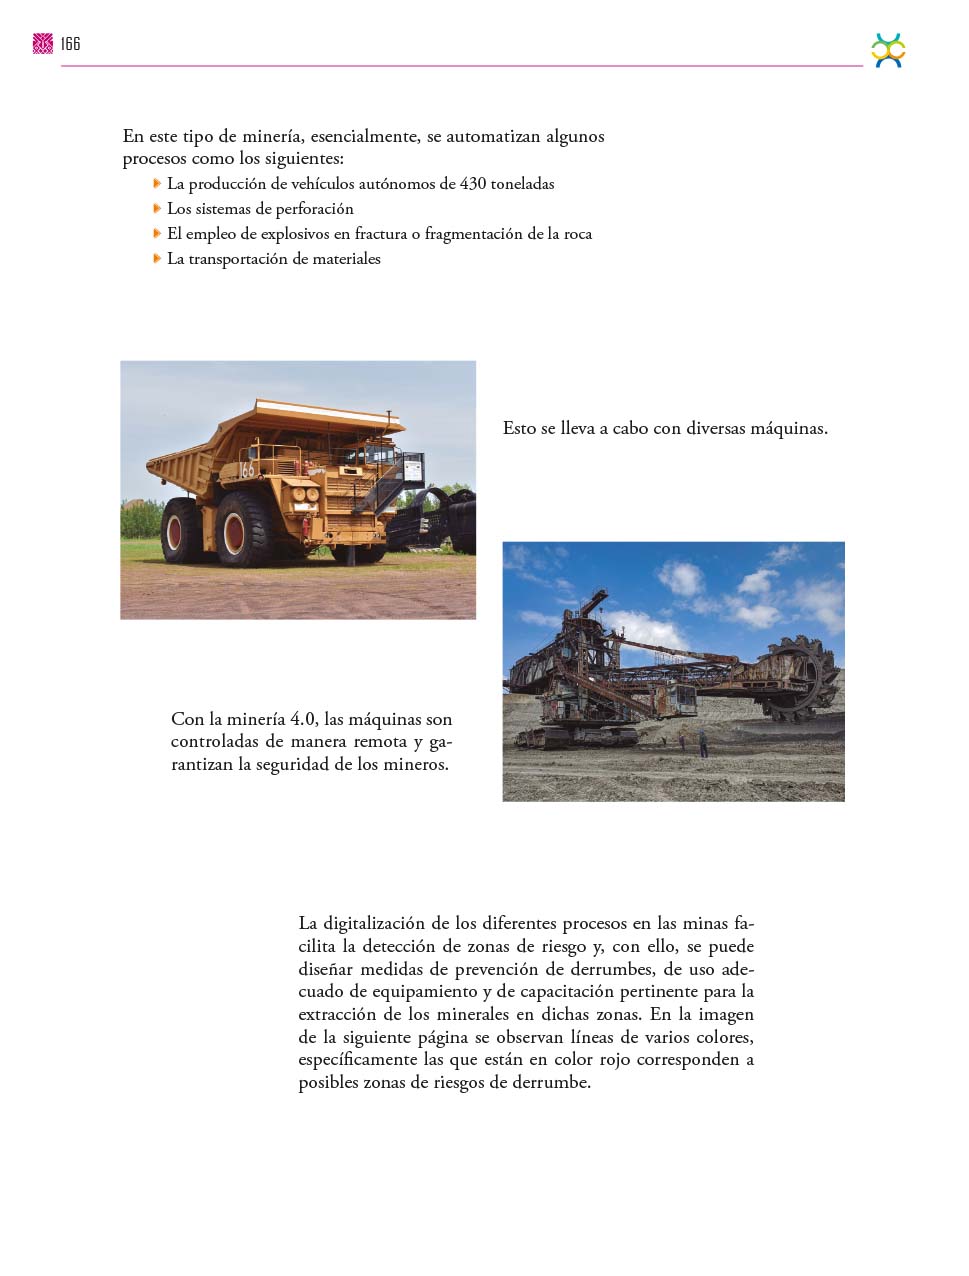 166
En este tipo de minería, esencialmente, se automatizan algunos
procesos como los siguientes:
La producción de vehículos autónomos de 430 toneladas
Los sistemas de perforación
El empleo de explosivos en fractura o fragmentación de la roca
La transportación de materiales
166
Esto se lleva a cabo con diversas máquinas.
Con la minería 4.0, las máquinas son
controladas de manera remota y ga-
rantizan la seguridad de los mineros.
La digitalización de los diferentes procesos en las minas fa-
cilita la detección de zonas de riesgo y, con ello, se puede
diseñar medidas de prevención de derrumbes, de uso ade-
cuado de equipamiento y de capacitación pertinente para la
extracción de los minerales en dichas zonas. En la imagen
de la siguiente página se observan líneas de varios colores,
específicamente las que están en color rojo corresponden a
posibles zonas de riesgos de derrumbe.